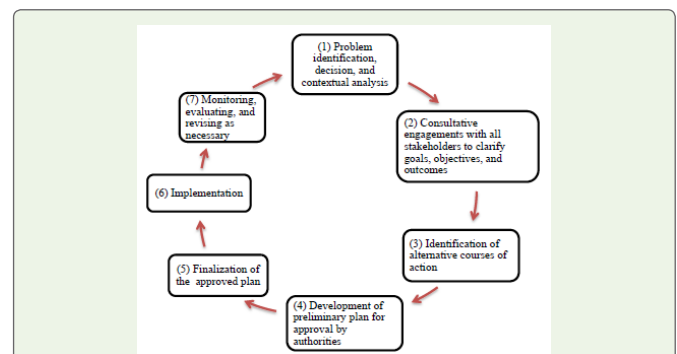 (1) Problem
identification,
decision, and
contextual analysis
(2) Consultative
engagements with all
stakeholders to clarify
goals, objectives, and
outcomes
(3) Identification of
alternative courses of
action
(4) Development of
preliminary plan for
approval by
authorities
(5) Finalization of
the approved plan
(6) Implementation
(7) Monitoring,
evaluating, and
revising as
necessary